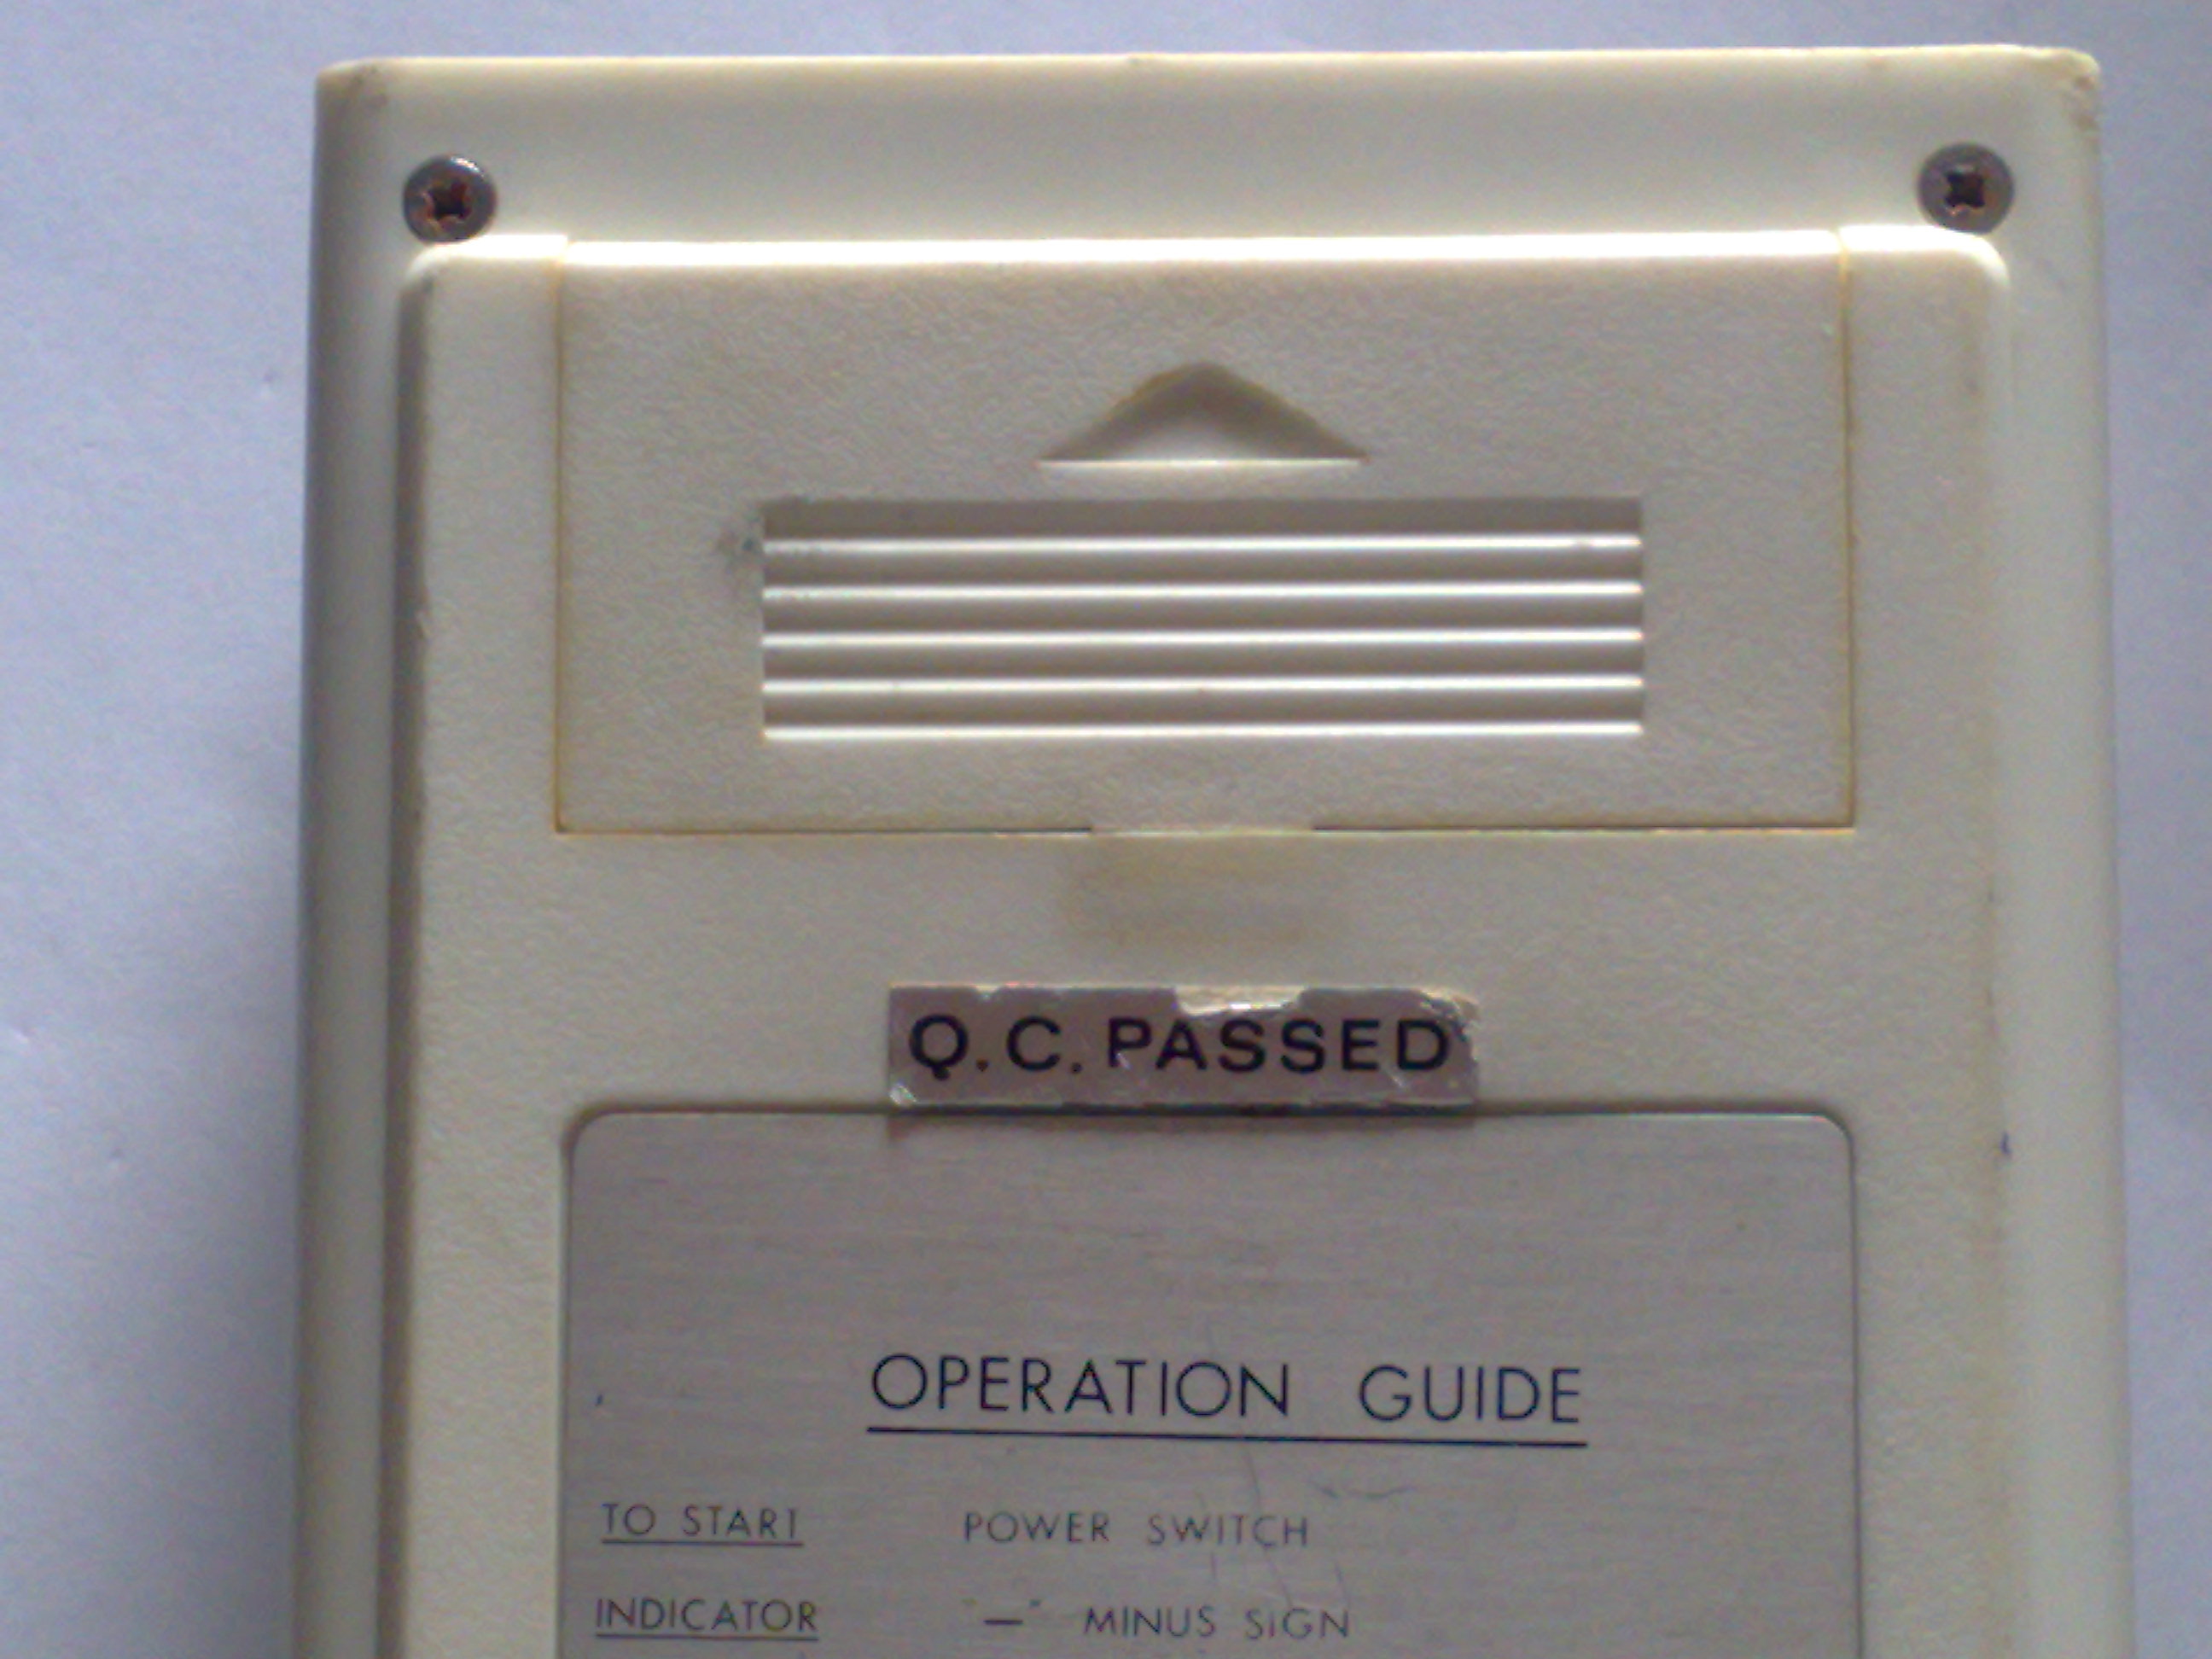 Q.C. PASSED
OPERATION GUIDE
TO START POWER SWITCH
INDICATOR "—" MINUS SIGN